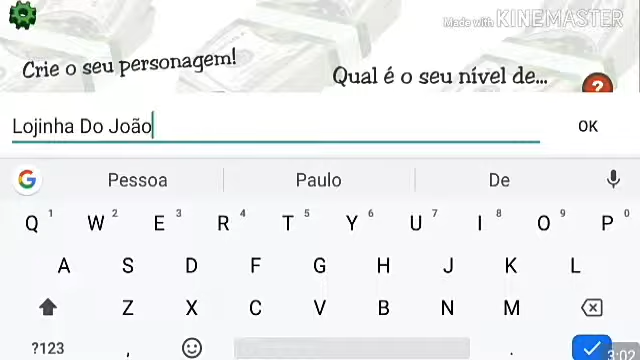 Made with KINEMASTER
Crie o seu personagem!
Qual é o seu nível de...
?
Lojinha Do João
OK
G
Pessoa
Paulo
De
Q 1 W 2 E 3 R 4 T 5 Y 6 U 7 I 8 O 9 P 0
A S D F G H J K L
Z X C V B N M
?123 , .
3:02